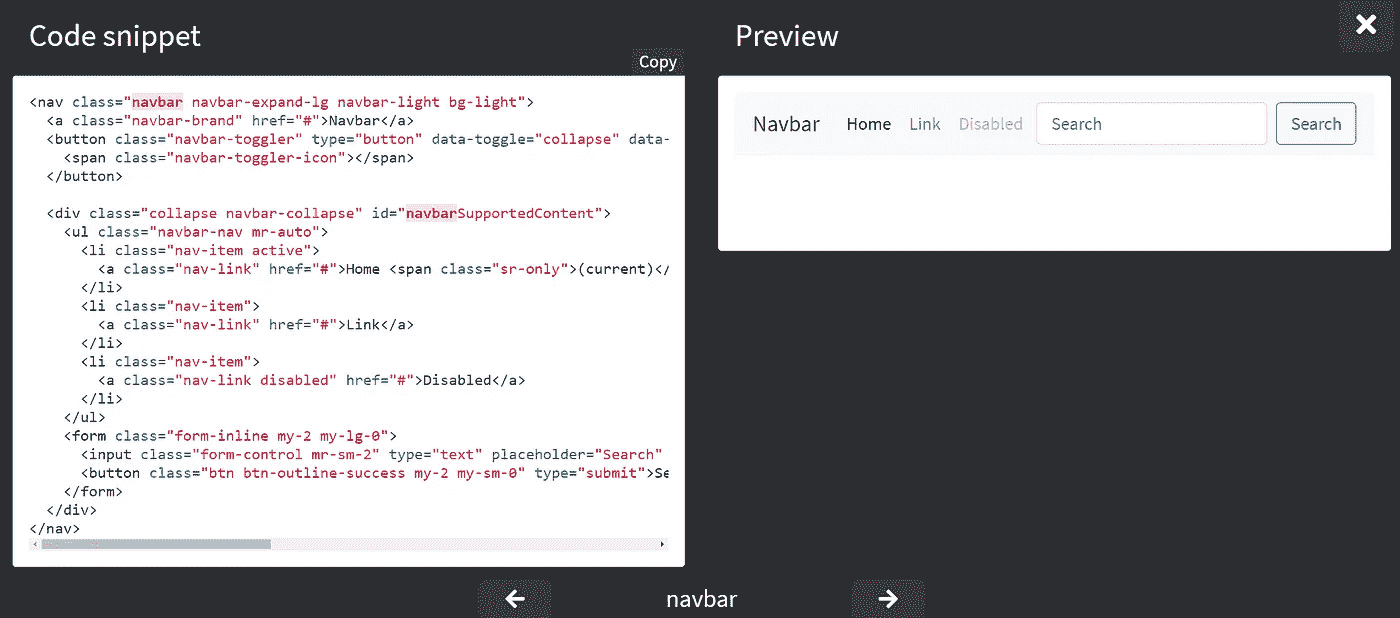 Code snippet
Copy
<nav class="navbar navbar-expand-lg navbar-light bg-light">
  <a class="navbar-brand" href="#">Navbar</a>
  <button class="navbar-toggler" type="button" data-toggle="collapse" data-
    <span class="navbar-toggler-icon"></span>
  </button>
  <div class="collapse navbar-collapse" id="navbarSupportedContent">
    <ul class="navbar-nav mr-auto">
      <li class="nav-item active">
        <a class="nav-link" href="#">Home <span class="sr-only">(current)</
      </li>
      <li class="nav-item">
        <a class="nav-link" href="#">Link</a>
      </li>
      <li class="nav-item">
        <a class="nav-link disabled" href="#">Disabled</a>
      </li>
    </ul>
    <form class="form-inline my-2 my-lg-0">
      <input class="form-control mr-sm-2" type="text" placeholder="Search"
      <button class="btn btn-outline-success my-2 my-sm-0" type="submit">Se
    </form>
  </div>
</nav>
Preview
Navbar Home Link Disabled Search Search
navbar